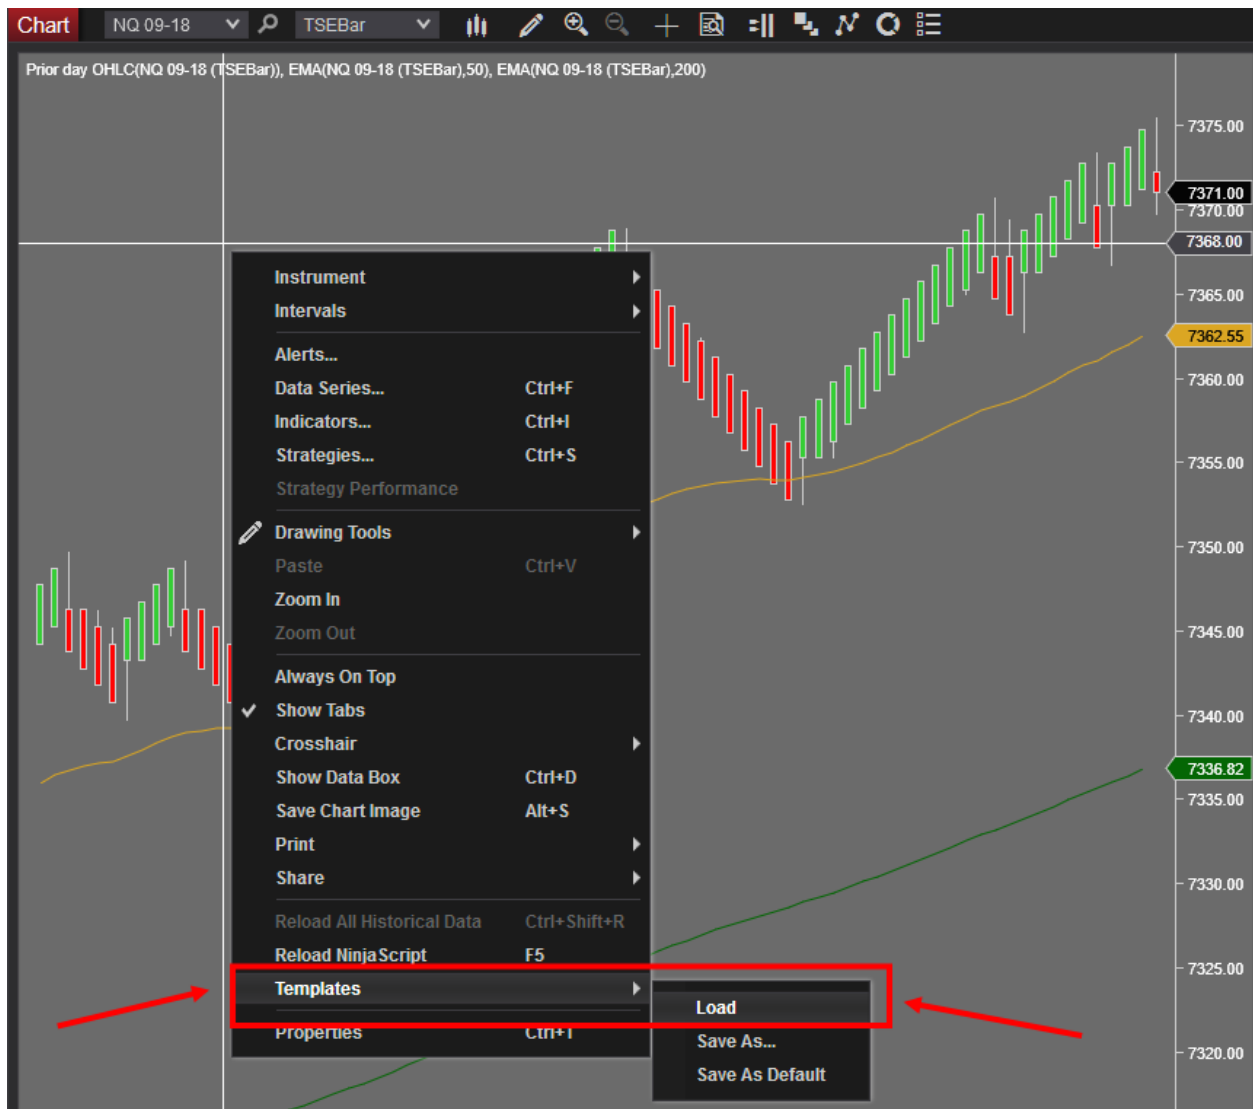 Chart NQ 09-18 TSEBar
Prior day OHLC(NQ 09-18 (TSEBar)), EMA(NQ 09-18 (TSEBar),50), EMA(NQ 09-18 (TSEBar),200)
7375.00
7371.00
7370.00
7368.00
7365.00
7362.55
7360.00
7355.00
7350.00
7345.00
7340.00
7336.82
7335.00
7330.00
7325.00
7320.00
Instrument
Intervals
Alerts...
Data Series... Ctrl+F
Indicators... Ctrl+I
Strategies... Ctrl+S
Strategy Performance
Drawing Tools
Paste Ctrl+V
Zoom In
Zoom Out
Always On Top
Show Tabs
Crosshair
Show Data Box Ctrl+D
Save Chart Image Alt+S
Print
Share
Reload All Historical Data Ctrl+Shift+R
Reload NinjaScript F5
Templates
Properties Ctrl+T
Load
Save As...
Save As Default